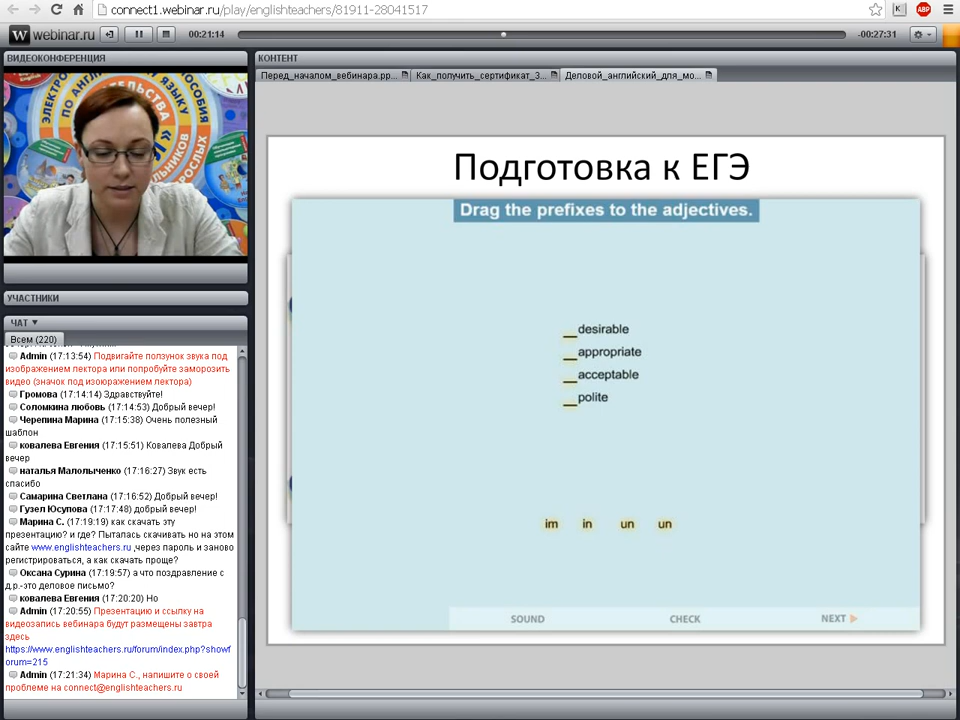 connect1.webinar.ru/play/englishteachers/81911-28041517
K
ABP
W webinar.ru
00:21:14
-00:27:31
ВИДЕОКОНФЕРЕНЦИЯ
КОНТЕНТ
Перед_началом_вебинара.pp...
Как_получить_сертификат_3...
Деловой_английский_для_мо...
Подготовка к ЕГЭ
Drag the prefixes to the adjectives.
__desirable
__appropriate
__acceptable
__polite
im in un un
SOUND CHECK NEXT
УЧАСТНИКИ
ЧАТ
Всем (220)
Admin (17:13:54) Подвигайте ползунок звука под
изображением лектора или попробуйте заморозить
видео (значок под изоюражением лектора)
Громова (17:14:14) Здравствуйте!
Соломкина любовь (17:14:53) Добрый вечер!
Черепина Марина (17:15:38) Очень полезный
шаблон
ковалева Евгения (17:15:51) Ковалева Добрый
вечер
наталья Малолыченко (17:16:27) Звук есть
спасибо
Самарина Светлана (17:16:52) Добрый вечер!
Гузел Юсупова (17:17:48) добрый вечер!
Марина С. (17:19:19) как скачать эту
презентацию? и где? Пыталась скачивать но на этом
сайте www.englishteachers.ru ,через пароль и заново
регистрироваться, а как скачать проще?
Оксана Сурина (17:19:57) а что поздравление с
д.р.-это деловое письмо?
ковалева Евгения (17:20:20) Но
Admin (17:20:55) Презентацию и ссылку на
видеозапись вебинара будут размещены завтра
здесь
https://www.englishteachers.ru/forum/index.php?showf
orum=215
Admin (17:21:34) Марина С., напишите о своей
проблеме на connect@englishteachers.ru